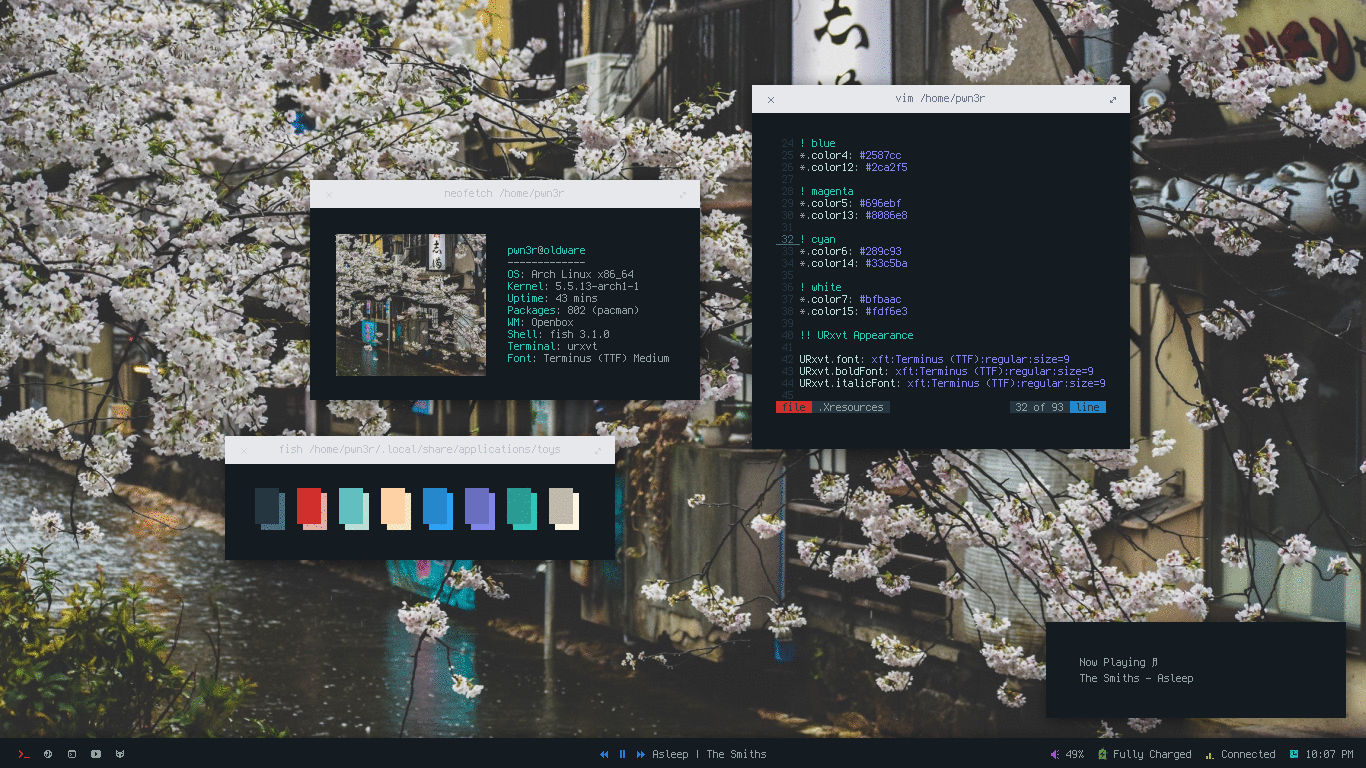 vim /home/pwn3r
24 ! blue
25 *.color4: #2587cc
26 *.color12: #2ca2f5
27
28 ! magenta
29 *.color5: #696ebf
30 *.color13: #8086e8
31
32 ! cyan
33 *.color6: #289c93
34 *.color14: #33c5ba
35
36 ! white
37 *.color7: #bfbaac
38 *.color15: #fdf6e3
39
40 !! URxvt Appearance
41
42 URxvt.font: xft:Terminus (TTF):regular:size=9
43 URxvt.boldFont: xft:Terminus (TTF):regular:size=9
44 URxvt.italicFont: xft:Terminus (TTF):regular:size=9
45
file .Xresources 32 of 93 line
neofetch /home/pwn3r
pwn3r@oldware
-------------
OS: Arch Linux x86_64
Kernel: 5.5.13-arch1-1
Uptime: 43 mins
Packages: 802 (pacman)
WM: Openbox
Shell: fish 3.1.0
Terminal: urxvt
Font: Terminus (TTF) Medium
fish /home/pwn3r/.local/share/applications/toys
Now Playing ♬
The Smiths - Asleep
>_ Asleep | The Smiths 49% Fully Charged Connected 10:07 PM